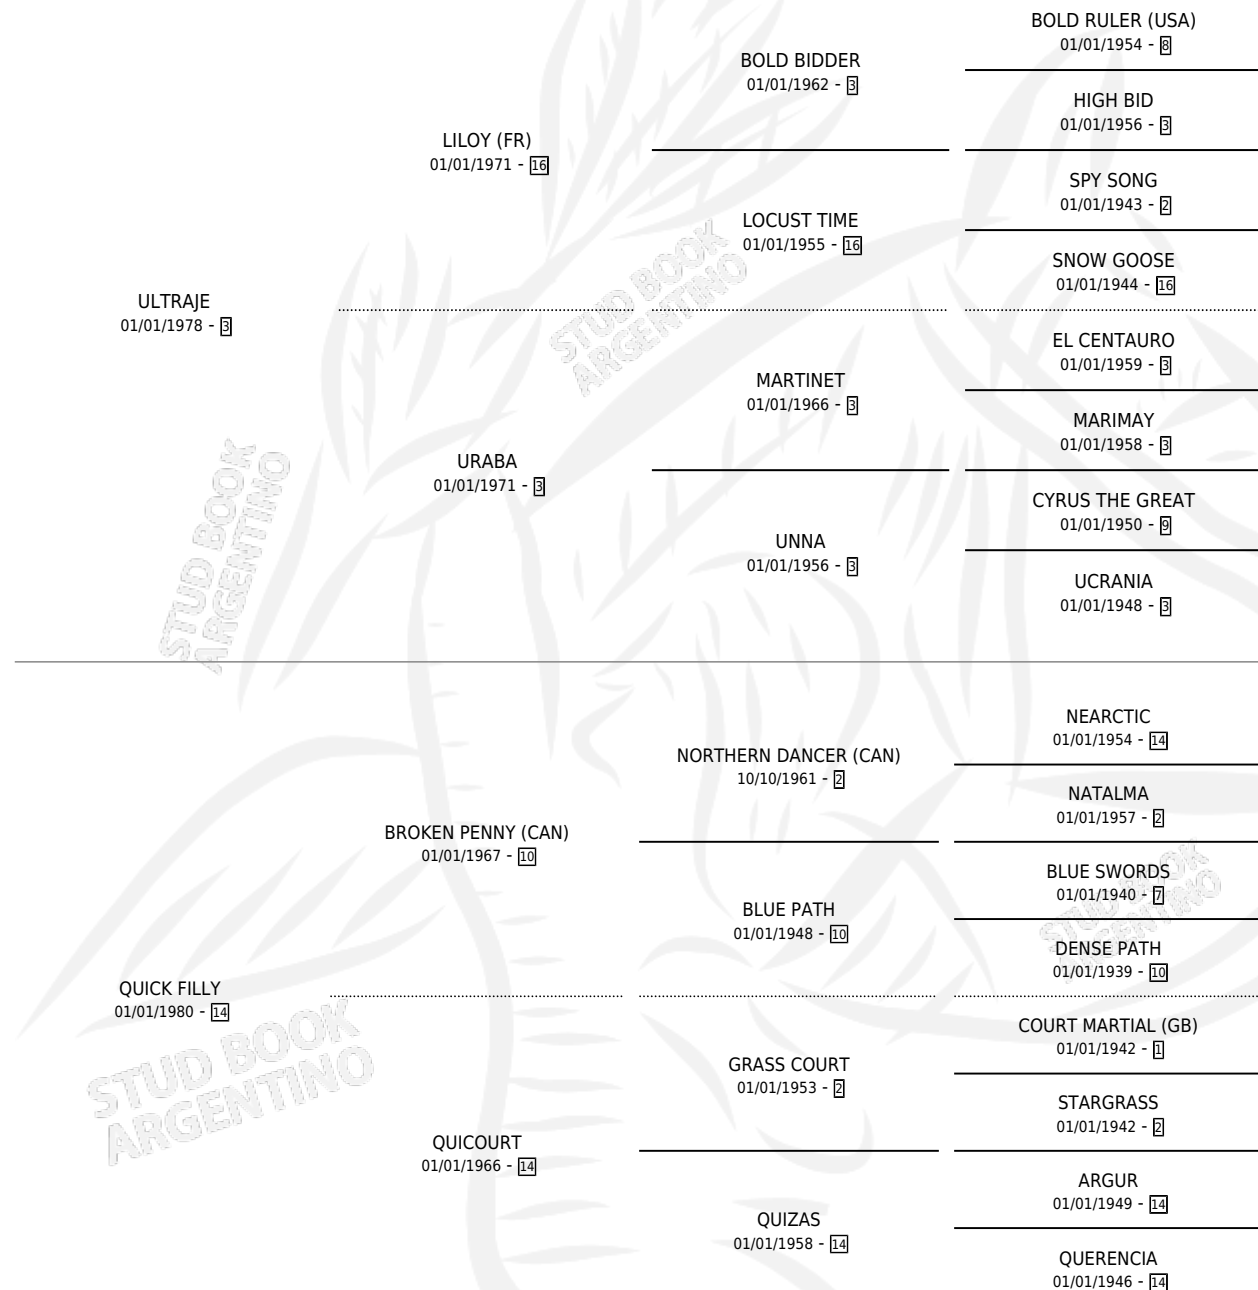 BOLD RULER (USA)
01/01/1954 - 8
BOLD BIDDER
01/01/1962 - 3
HIGH BID
01/01/1956 - 3
LILOY (FR)
01/01/1971 - 16
SPY SONG
01/01/1943 - 2
LOCUST TIME
01/01/1955 - 16
SNOW GOOSE
01/01/1944 - 16
ULTRAJE
01/01/1978 - 3
EL CENTAURO
01/01/1959 - 3
MARTINET
01/01/1966 - 3
MARIMAY
01/01/1958 - 3
URABA
01/01/1971 - 3
CYRUS THE GREAT
01/01/1950 - 9
UNNA
01/01/1956 - 3
UCRANIA
01/01/1948 - 3
STUD BOOK
ARGENTINO
STUD BOOK
ARGENTINO
NEARCTIC
01/01/1954 - 14
NORTHERN DANCER (CAN)
10/10/1961 - 2
NATALMA
01/01/1957 - 2
BROKEN PENNY (CAN)
01/01/1967 - 10
BLUE SWORDS
01/01/1940 - 7
BLUE PATH
01/01/1948 - 10
DENSE PATH
01/01/1939 - 10
STUD BOOK
ARGENTINO
QUICK FILLY
01/01/1980 - 14
COURT MARTIAL (GB)
01/01/1942 - 1
GRASS COURT
01/01/1953 - 2
STARGRASS
01/01/1942 - 2
QUICOURT
01/01/1966 - 14
ARGUR
01/01/1949 - 14
QUIZAS
01/01/1958 - 14
QUERENCIA
01/01/1946 - 14
STUD BOOK
ARGENTINO